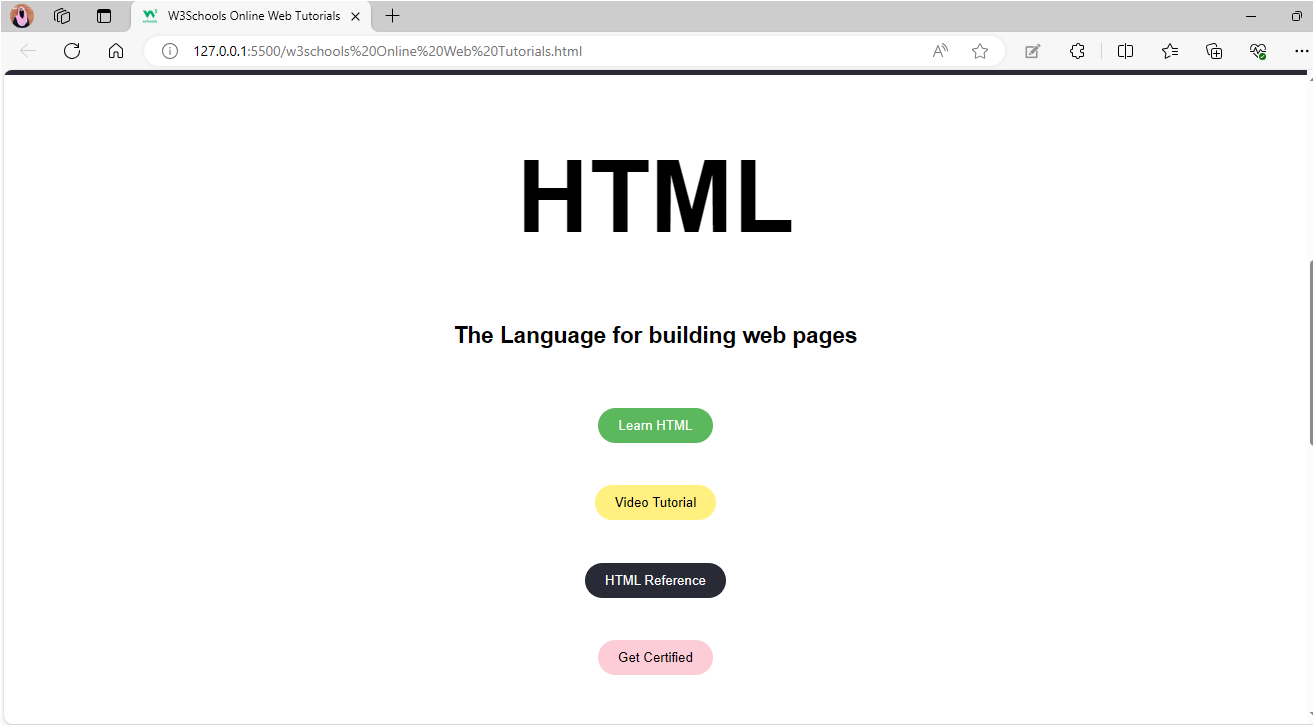 W3Schools Online Web Tutorials
127.0.0.1:5500/w3schools%20Online%20Web%20Tutorials.html
HTML
The Language for building web pages
Learn HTML
Video Tutorial
HTML Reference
Get Certified